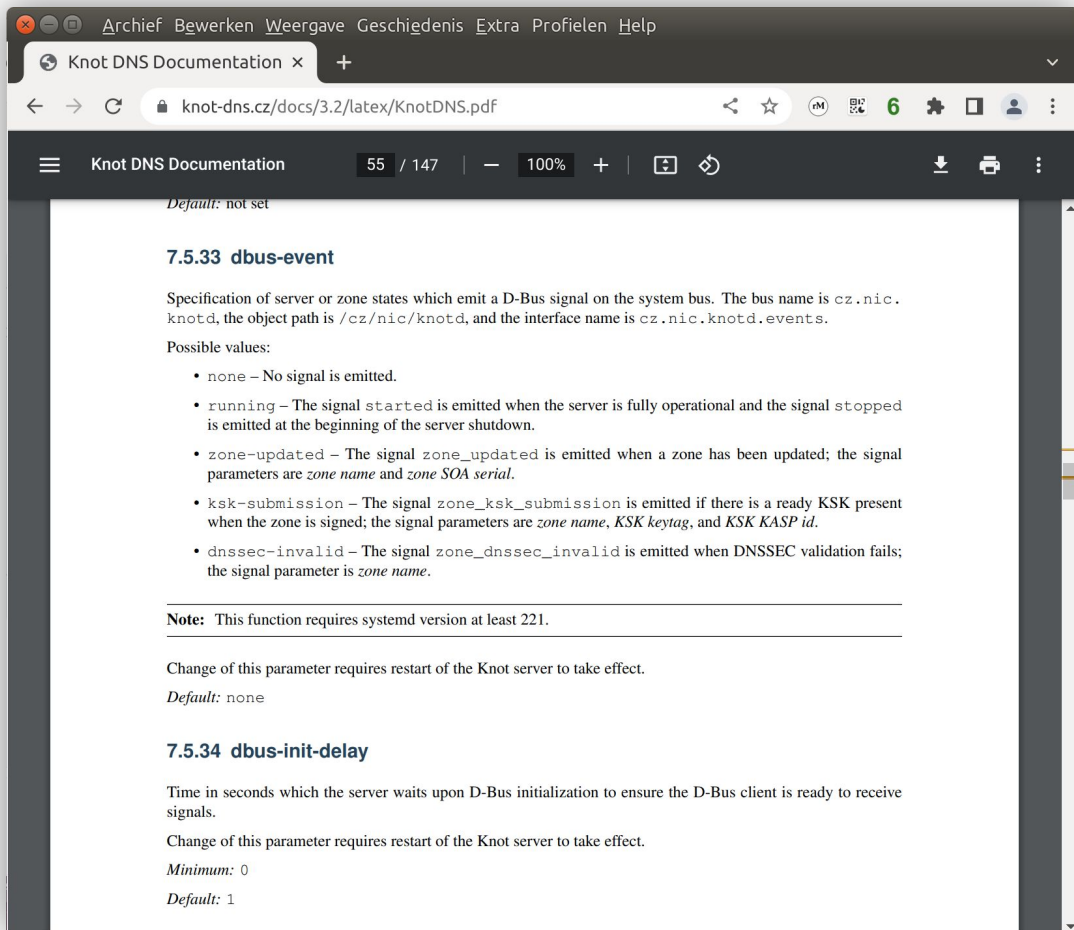 Archief Bewerken Weergave Geschiedenis Extra Profielen Help
Knot DNS Documentation
knot-dns.cz/docs/3.2/latex/KnotDNS.pdf
rM
6
Knot DNS Documentation 55 / 147 100%
Default: not set
7.5.33 dbus-event
Specification of server or zone states which emit a D-Bus signal on the system bus. The bus name is cz.nic.
knotd, the object path is /cz/nic/knotd, and the interface name is cz.nic.knotd.events.
Possible values:
• none – No signal is emitted.
• running – The signal started is emitted when the server is fully operational and the signal stopped
is emitted at the beginning of the server shutdown.
• zone-updated – The signal zone_updated is emitted when a zone has been updated; the signal
parameters are zone name and zone SOA serial.
• ksk-submission – The signal zone_ksk_submission is emitted if there is a ready KSK present
when the zone is signed; the signal parameters are zone name, KSK keytag, and KSK KASP id.
• dnssec-invalid – The signal zone_dnssec_invalid is emitted when DNSSEC validation fails;
the signal parameter is zone name.
Note: This function requires systemd version at least 221.
Change of this parameter requires restart of the Knot server to take effect.
Default: none
7.5.34 dbus-init-delay
Time in seconds which the server waits upon D-Bus initialization to ensure the D-Bus client is ready to receive
signals.
Change of this parameter requires restart of the Knot server to take effect.
Minimum: 0
Default: 1